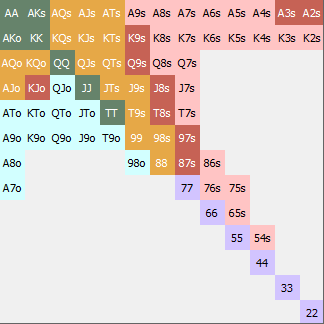 AA AKs AQs AJs ATs A9s A8s A7s A6s A5s A4s A3s A2s
AKo KK KQs KJs KTs K9s K8s K7s K6s K5s K4s K3s K2s
AQo KQo QQ QJs QTs Q9s Q8s Q7s
AJo KJo QJo JJ JTs J9s J8s J7s
ATo KTo QTo JTo TT T9s T8s T7s
A9o K9o Q9o J9o T9o 99 98s 97s
A8o 98o 88 87s 86s
A7o 77 76s 75s
66 65s
55 54s
44
33
22